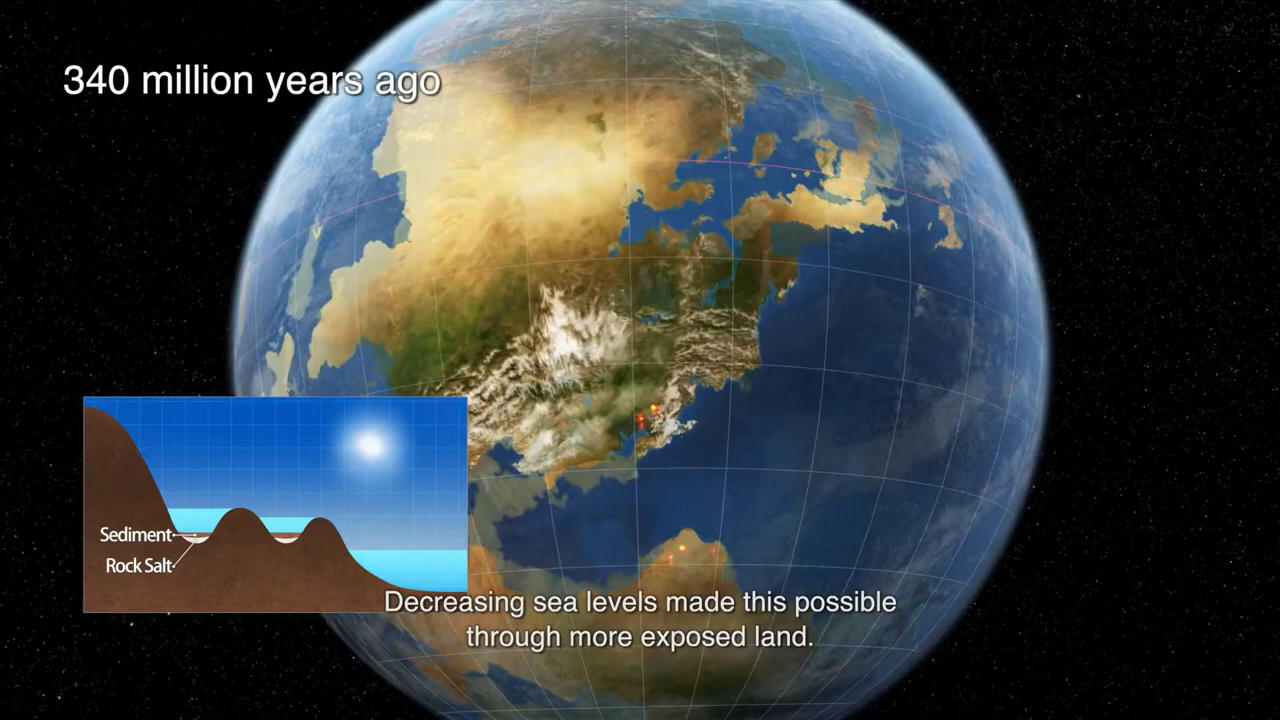 340 million years ago
Sediment
Rock Salt
Decreasing sea levels made this possible
through more exposed land.